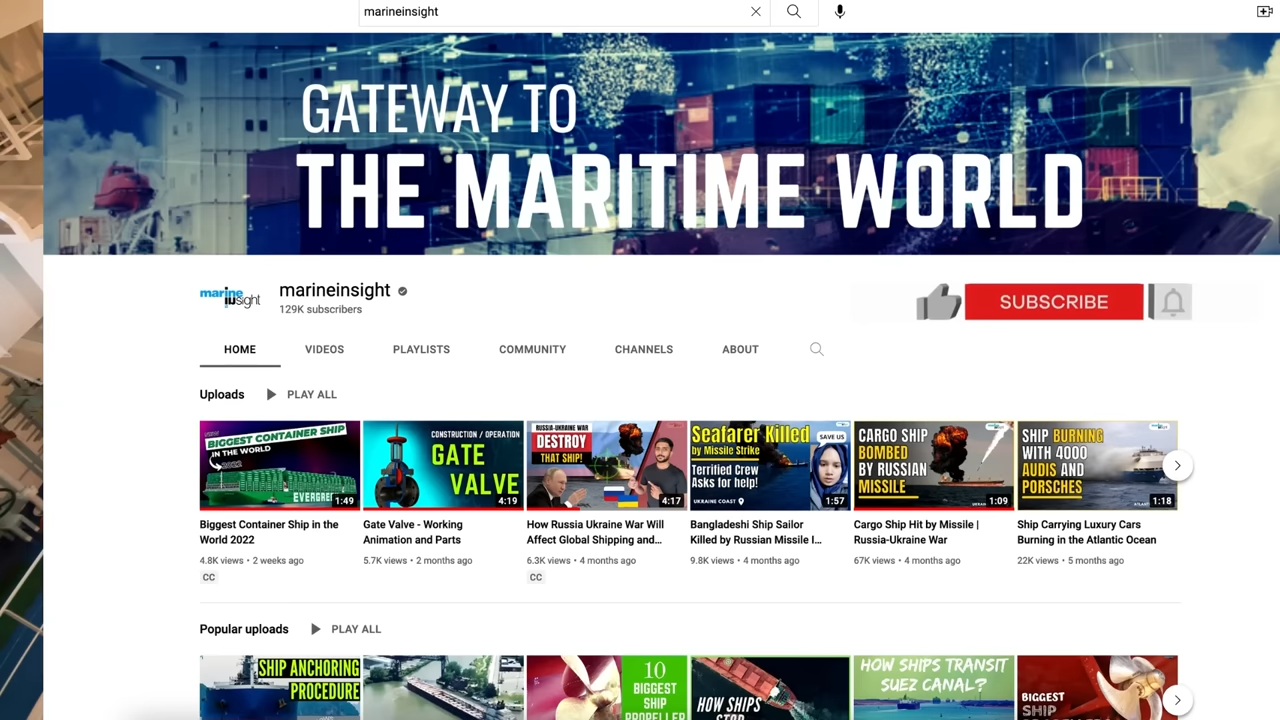 marineinsight
GATEWAY TO
THE MARITIME WORLD
marine
insight
marineinsight
129K subscribers
SUBSCRIBE
HOME VIDEOS PLAYLISTS COMMUNITY CHANNELS ABOUT
Uploads PLAY ALL
BIGGEST CONTAINER SHIP
IN THE WORLD
2022
EVERGREE
1:49
CONSTRUCTION / OPERATION
GATE
VALVE
4:19
RUSSIA-UKRAINE WAR
DESTROY
THAT SHIP!
4:17
Seafarer Killed
by Missile Strike
SAVE US
Terrified Crew
Asks for help!
UKRAINE COAST
1:57
CARGO SHIP
BOMBED
BY RUSSIAN
MISSILE
1:09
SHIP BURNING
WITH 4000
AUDIS AND
PORSCHES
1:18
Biggest Container Ship in the
World 2022
4.8K views • 2 weeks ago
CC
Gate Valve - Working
Animation and Parts
5.7K views • 2 months ago
How Russia Ukraine War Will
Affect Global Shipping and...
6.3K views • 4 months ago
CC
Bangladeshi Ship Sailor
Killed by Russian Missile I...
9.8K views • 4 months ago
Cargo Ship Hit by Missile |
Russia-Ukraine War
67K views • 4 months ago
Ship Carrying Luxury Cars
Burning in the Atlantic Ocean
22K views • 5 months ago
Popular uploads PLAY ALL
SHIP ANCHORING
PROCEDURE
10
BIGGEST
SHIP
PROPELLER
HOW SHIPS
STOP
HOW SHIPS TRANSIT
SUEZ CANAL?
BIGGEST
SHIP